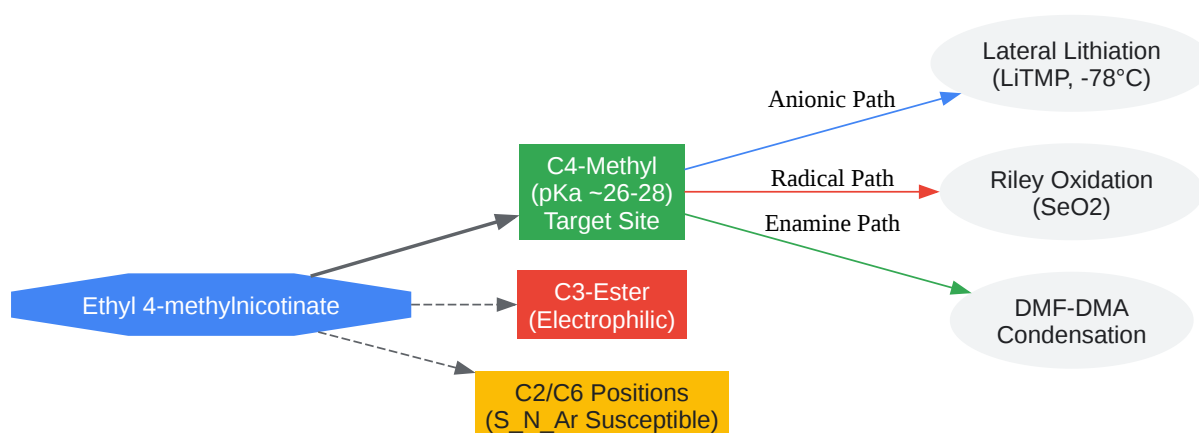 Lateral Lithiation
(LiTMP, -78°C)
Anionic Path
C4-Methyl
(pKa ~26-28)
Target Site
Radical Path
Riley Oxidation
(SeO2)
Enamine Path
Ethyl 4-methylnicotinate
C3-Ester
(Electrophilic)
DMF-DMA
Condensation
C2/C6 Positions
(S_N_Ar Susceptible)